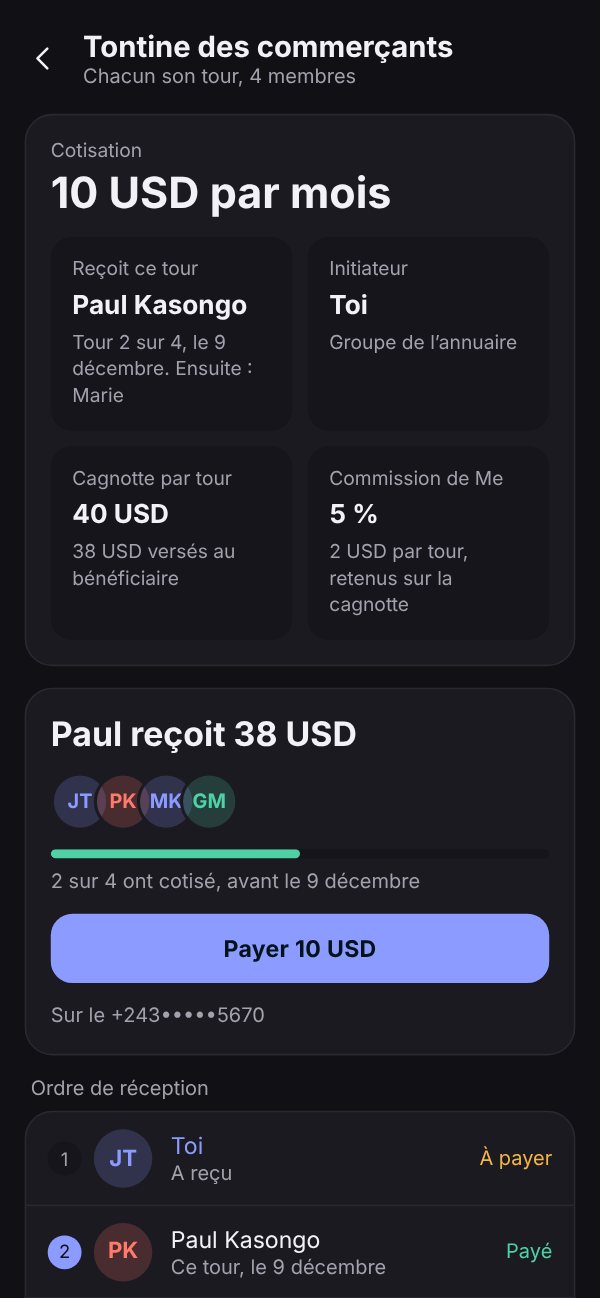 Tontine des commerçants
Chacun son tour, 4 membres
Cotisation
10 USD par mois
Reçoit ce tour
Paul Kasongo
Tour 2 sur 4, le 9
décembre. Ensuite :
Marie
Initiateur
Toi
Groupe de l’annuaire
Cagnotte par tour
40 USD
38 USD versés au
bénéficiaire
Commission de Me
5 %
2 USD par tour,
retenus sur la
cagnotte
Paul reçoit 38 USD
JT PK MK GM
2 sur 4 ont cotisé, avant le 9 décembre
Payer 10 USD
Sur le +243•••••5670
Ordre de réception
1 JT Toi À payer
A reçu
2 PK Paul Kasongo Payé
Ce tour, le 9 décembre